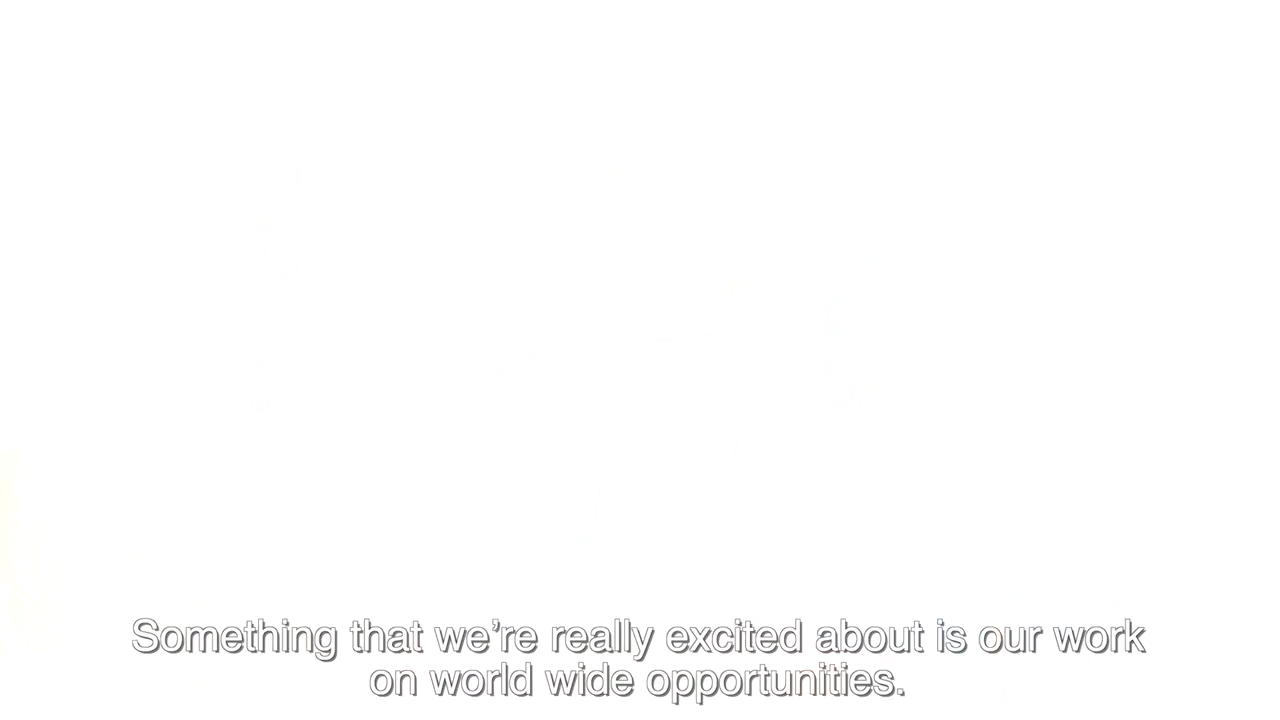 Something that we’re really excited about is our work
on world wide opportunities.